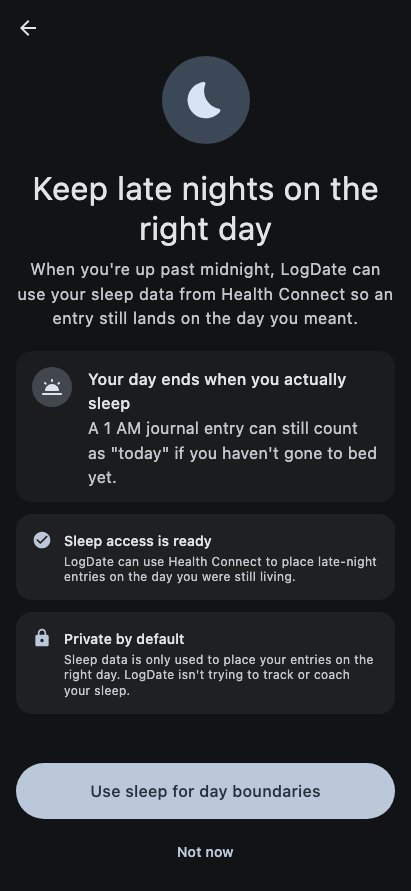 Keep late nights on the
right day
When you're up past midnight, LogDate can
use your sleep data from Health Connect so an
entry still lands on the day you meant.
Your day ends when you actually
sleep
A 1 AM journal entry can still count
as "today" if you haven't gone to bed
yet.
Sleep access is ready
LogDate can use Health Connect to place late-night
entries on the day you were still living.
Private by default
Sleep data is only used to place your entries on the
right day. LogDate isn't trying to track or coach
your sleep.
Use sleep for day boundaries
Not now